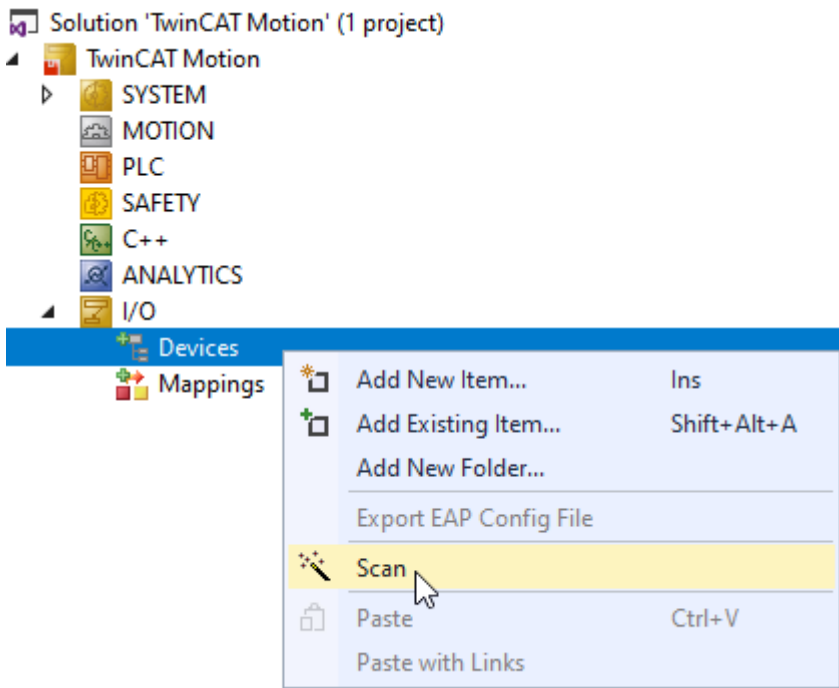 Solution 'TwinCAT Motion' (1 project)
TwinCAT Motion
SYSTEM
MOTION
PLC
SAFETY
C++
ANALYTICS
I/O
Devices
Mappings
Add New Item... Ins
Add Existing Item... Shift+Alt+A
Add New Folder...
Export EAP Config File
Scan
Paste Ctrl+V
Paste with Links